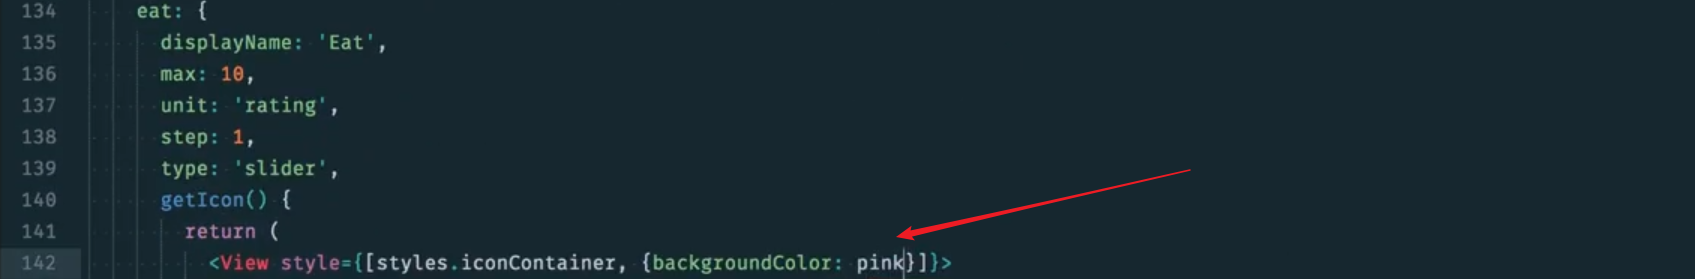 134 eat: {
135 displayName: 'Eat',
136 max: 10,
137 unit: 'rating',
138 step: 1,
139 type: 'slider',
140 getIcon() {
141 return (
142 <View style={[styles.iconContainer, {backgroundColor: pink}]}>